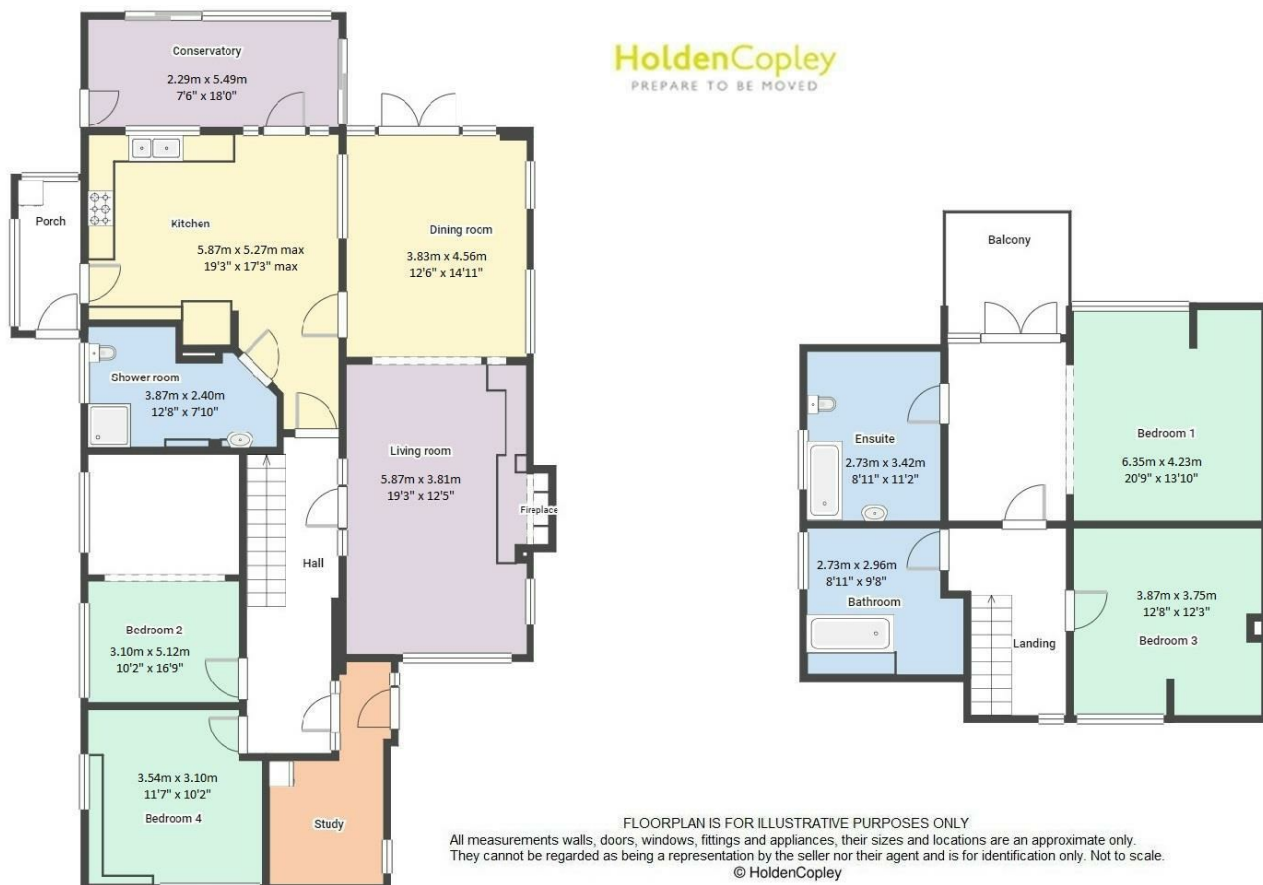 HoldenCopley
PREPARE TO BE MOVED
Conservatory
2.29m x 5.49m
7'6" x 18'0"
Porch
Kitchen
5.87m x 5.27m max
19'3" x 17'3" max
Dining room
3.83m x 4.56m
12'6" x 14'11"
Shower room
3.87m x 2.40m
12'8" x 7'10"
Living room
5.87m x 3.81m
19'3" x 12'5"
Fireplace
Hall
Bedroom 2
3.10m x 5.12m
10'2" x 16'9"
3.54m x 3.10m
11'7" x 10'2"
Bedroom 4
Study
Balcony
Ensuite
2.73m x 3.42m
8'11" x 11'2"
Bedroom 1
6.35m x 4.23m
20'9" x 13'10"
2.73m x 2.96m
8'11" x 9'8"
Bathroom
Landing
3.87m x 3.75m
12'8" x 12'3"
Bedroom 3
FLOORPLAN IS FOR ILLUSTRATIVE PURPOSES ONLY
All measurements walls, doors, windows, fittings and appliances, their sizes and locations are an approximate only.
They cannot be regarded as being a representation by the seller nor their agent and is for identification only. Not to scale.
© HoldenCopley